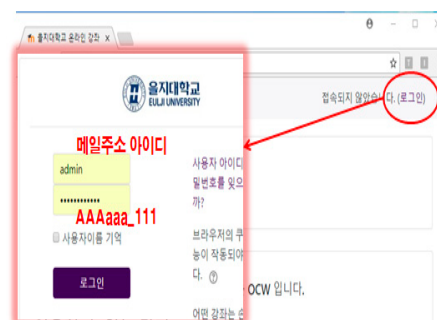 을지대학교 온라인 강좌 ×
을지대학교
EULJI UNIVERSITY
접속되지 않았습니다. (로그인)
메일주소 아이디
admin
AAAaaa_111
사용자이름 기억
로그인
사용자 아이디
밀번호를 잊으
까?
브라우저의 쿠
능이 작동되어
다.
어떤 강좌는 손
OCW 입니다.